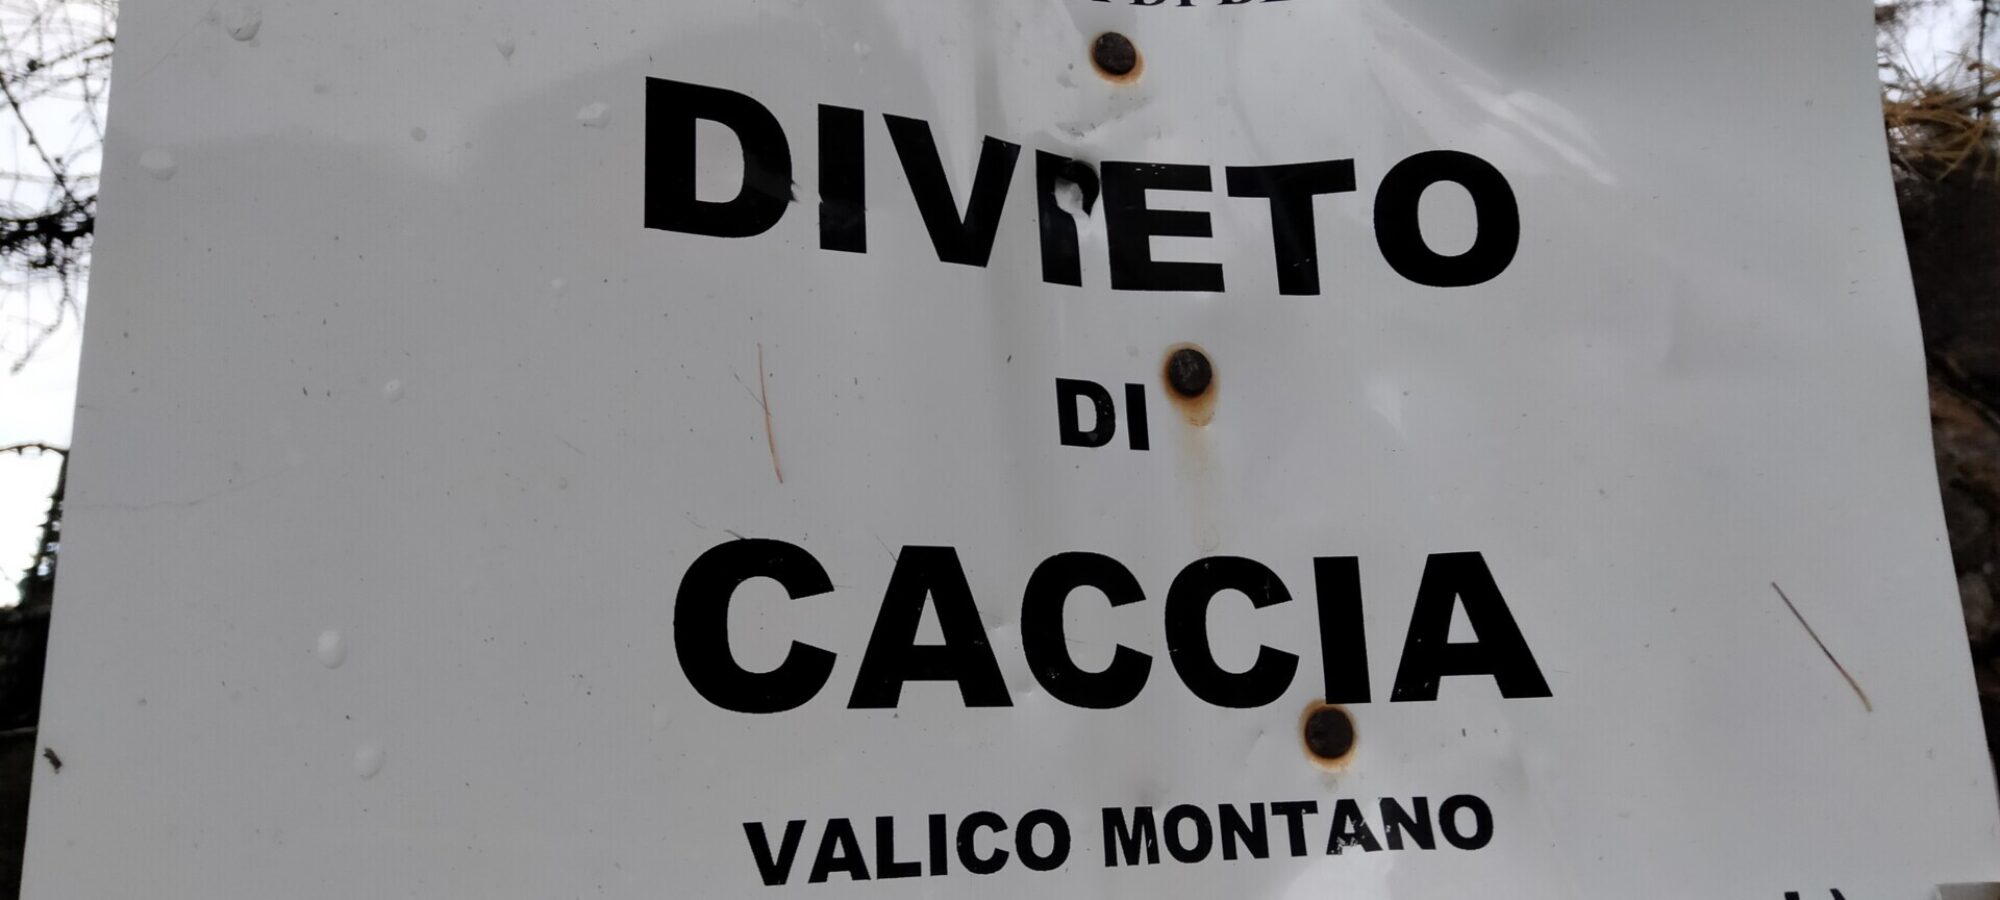 DIVIETO
DI
CACCIA
VALICO MONTANO